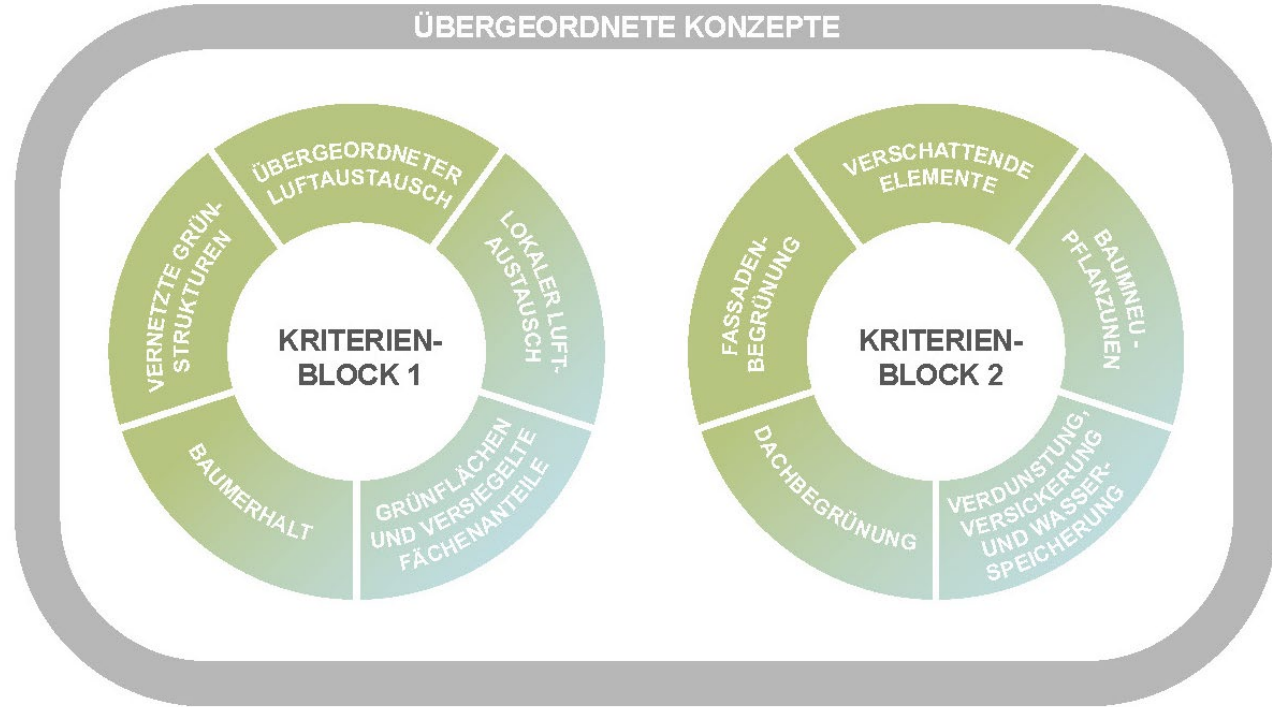 ÜBERGEORDNETE KONZEPTE
KRITERIEN-
BLOCK 1
ÜBERGEORDNETER
LUFTAUSTAUSCH
LOKALER LUFT-
AUSTAUSCH
GRÜNFLÄCHEN
UND VERSIEGELTE
FÄCHENANTEILE
BAUMERHALT
VERNETZTE GRÜN-
STRUKTUREN
KRITERIEN-
BLOCK 2
VERSCHATTENDE
ELEMENTE
BAUMNEU -
PFLANZUNEN
VERDUNSTUNG,
VERSICKERUNG
UND WASSER-
SPEICHERUNG
DACHBEGRÜNUNG
FASSADEN-
BEGRÜNUNG